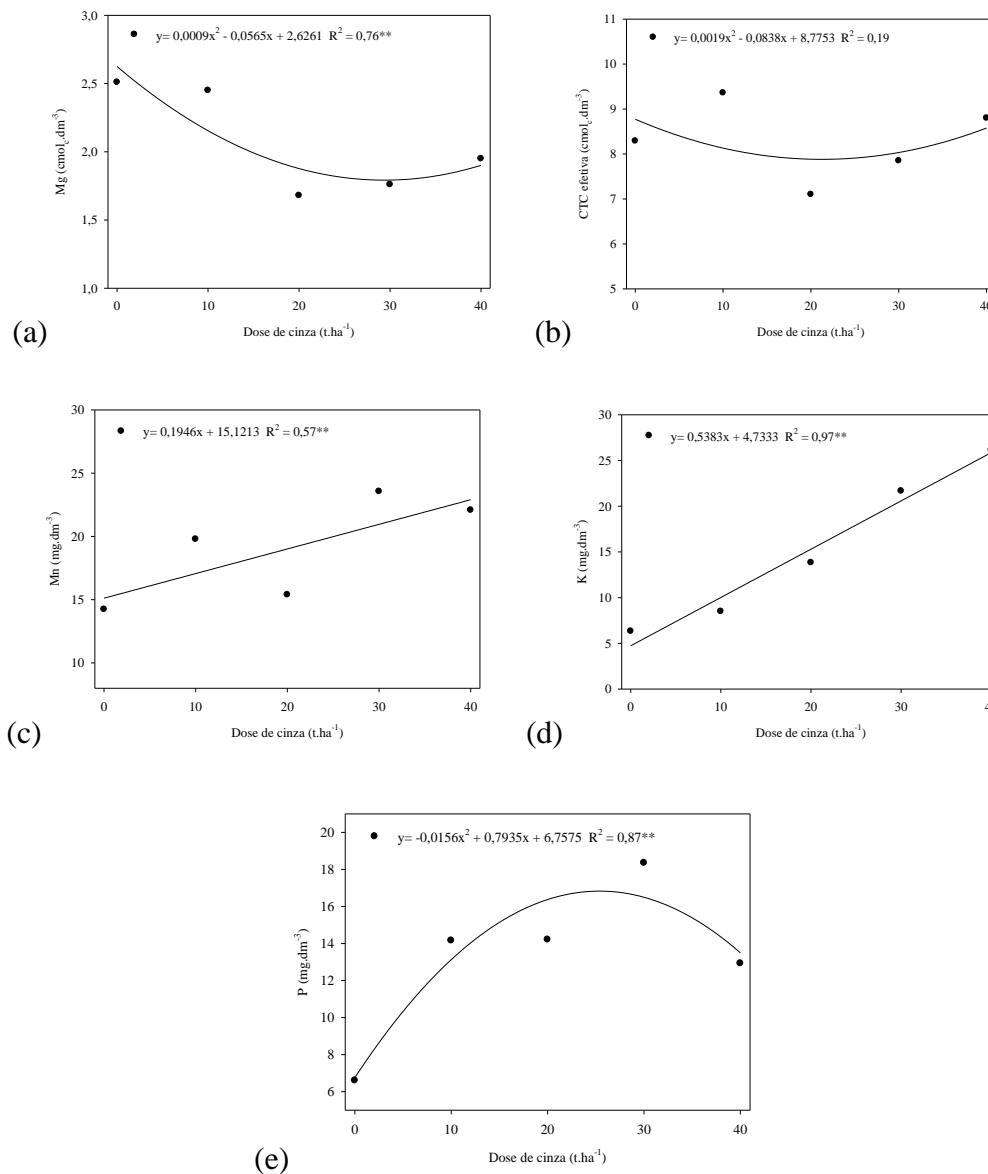 y= 0,0009x² - 0,0565x + 2,6261 R² = 0,76**
3,0
2,5
2,0
1,5
1,0
Mg (cmol꜀.dm⁻³)
0 10 20 30 40
Dose de cinza (t.ha⁻¹)
(a)
y= 0,0019x² - 0,0838x + 8,7753 R² = 0,19
11
10
9
8
7
6
5
CTC efetiva (cmol꜀.dm⁻³)
0 10 20 30 40
Dose de cinza (t.ha⁻¹)
(b)
y= 0,1946x + 15,1213 R² = 0,57**
30
25
20
15
10
Mn (mg.dm⁻³)
0 10 20 30 40
Dose de cinza (t.ha⁻¹)
(c)
y= 0,5383x + 4,7333 R² = 0,97**
30
25
20
15
10
5
0
K (mg.dm⁻³)
0 10 20 30 40
Dose de cinza (t.ha⁻¹)
(d)
y= -0,0156x² + 0,7935x + 6,7575 R² = 0,87**
20
18
16
14
12
10
8
6
P (mg.dm⁻³)
0 10 20 30 40
Dose de cinza (t.ha⁻¹)
(e)